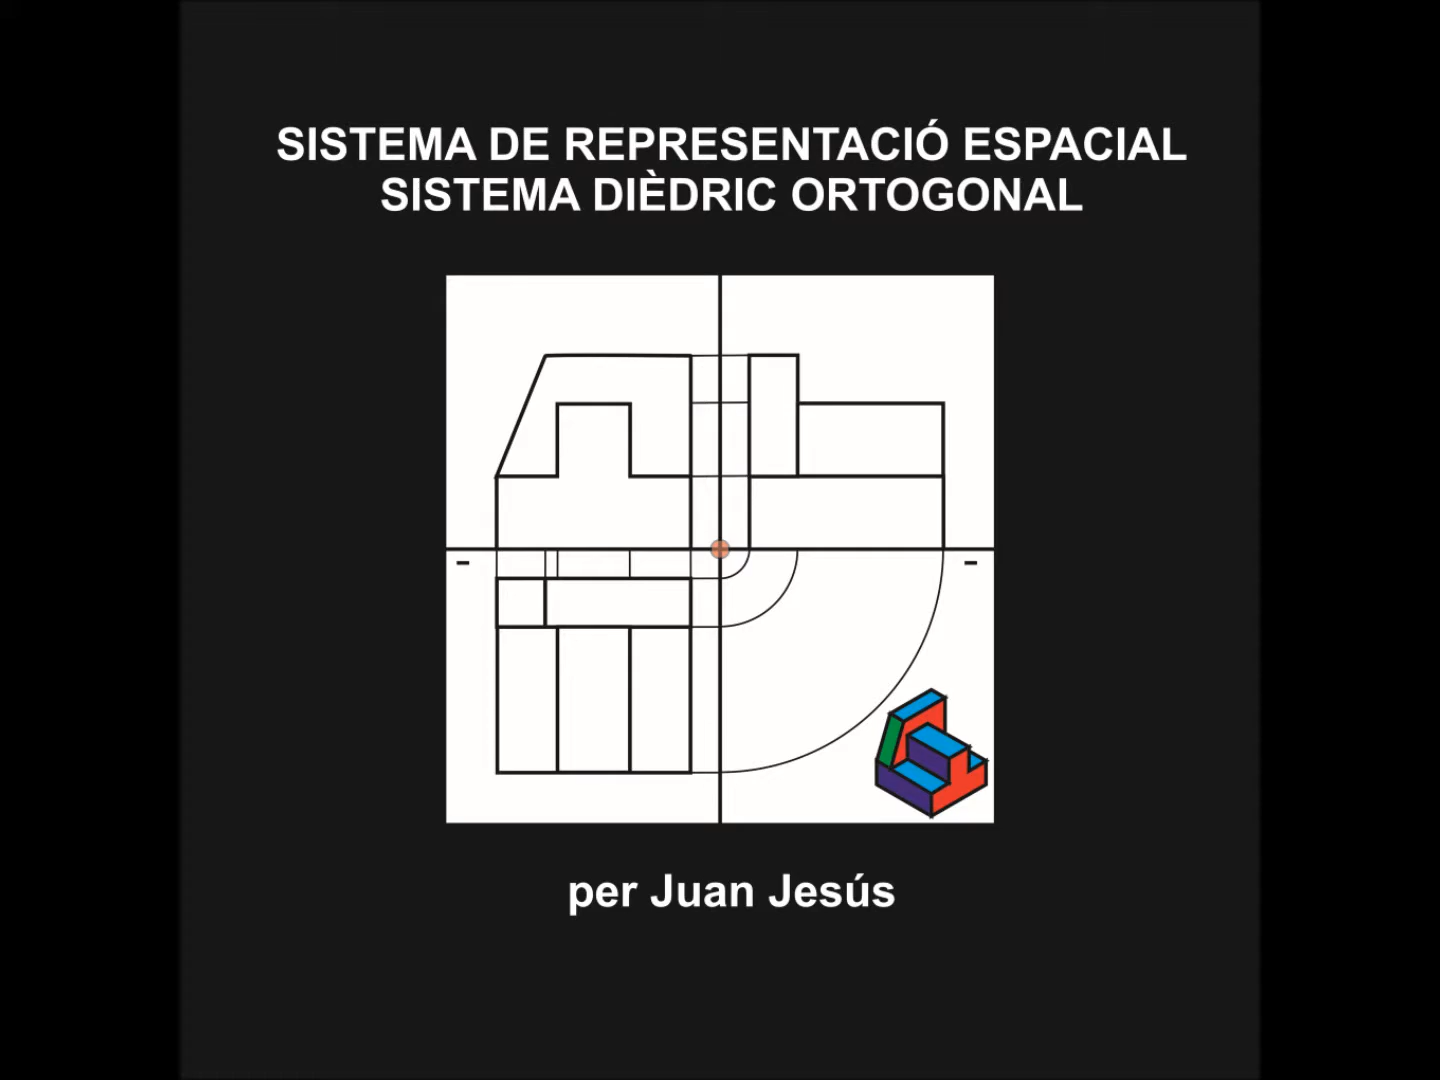 SISTEMA DE REPRESENTACIÓ ESPACIAL
SISTEMA DIÈDRIC ORTOGONAL
- -
per Juan Jesús